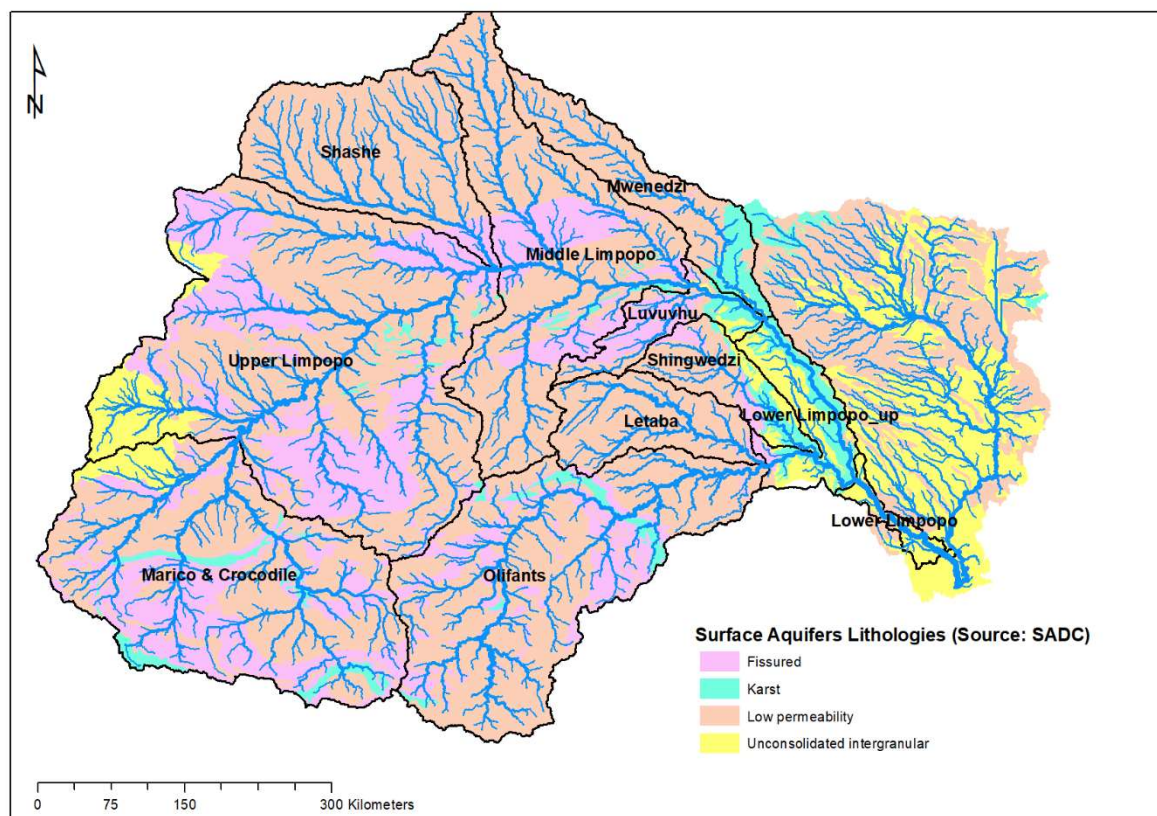 N
Shashe
Mwenedzi
Middle Limpopo
Luvuvhu
Upper Limpopo
Shingwedzi
Letaba
Lower Limpopo_up
Lower Limpopo
Marico & Crocodile
Olifants
Surface Aquifers Lithologies (Source: SADC)
Fissured
Karst
Low permeability
Unconsolidated intergranular
0 75 150 300 Kilometers